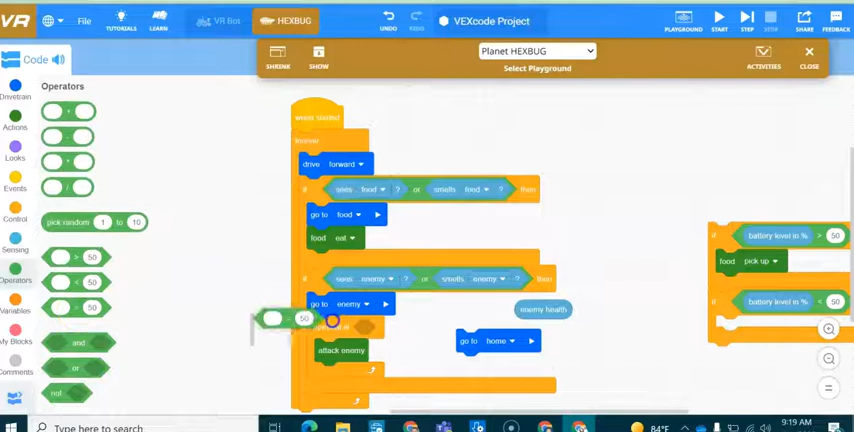 VR
File
TUTORIALS
LEARN
VR Bot
HEXBUG
UNDO
REDO
VEXcode Project
PLAYGROUND
START
STEP
STOP
SHARE
FEEDBACK
Code
Operators
SHRINK
SHOW
Planet HEXBUG
Select Playground
ACTIVITIES
CLOSE
Drivetrain
Actions
Looks
Events
Control
Sensing
Operators
Variables
My Blocks
Comments
+
-
*
/
pick random 1 to 10
> 50
< 50
= 50
and
or
not
when started
forever
drive forward
if sees food ? or smells food ? then
go to food
food eat
if sees enemy ? or smells enemy ? then
go to enemy
= 50
attack enemy
enemy health
go to home
if battery level in % > 50
food pick up
if battery level in % < 50
Type here to search
84°F
9:19 AM